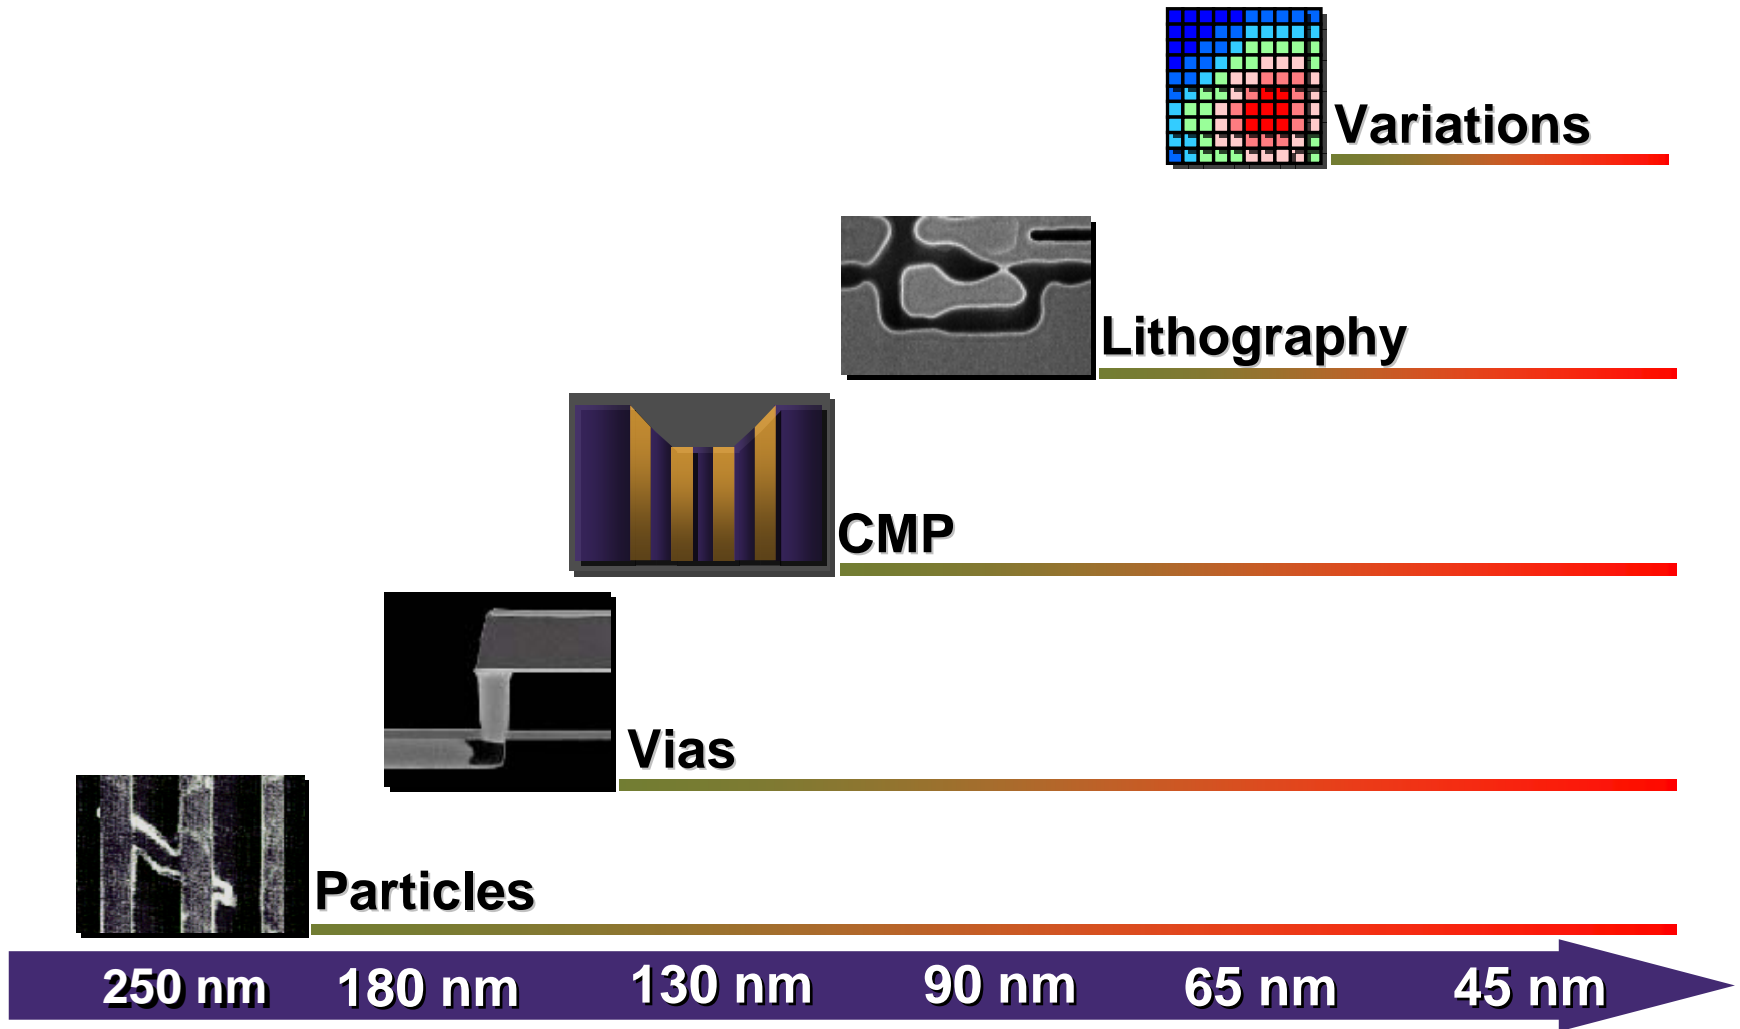 Variations
Lithography
CMP
Vias
Particles
250 nm 180 nm 130 nm 90 nm 65 nm 45 nm